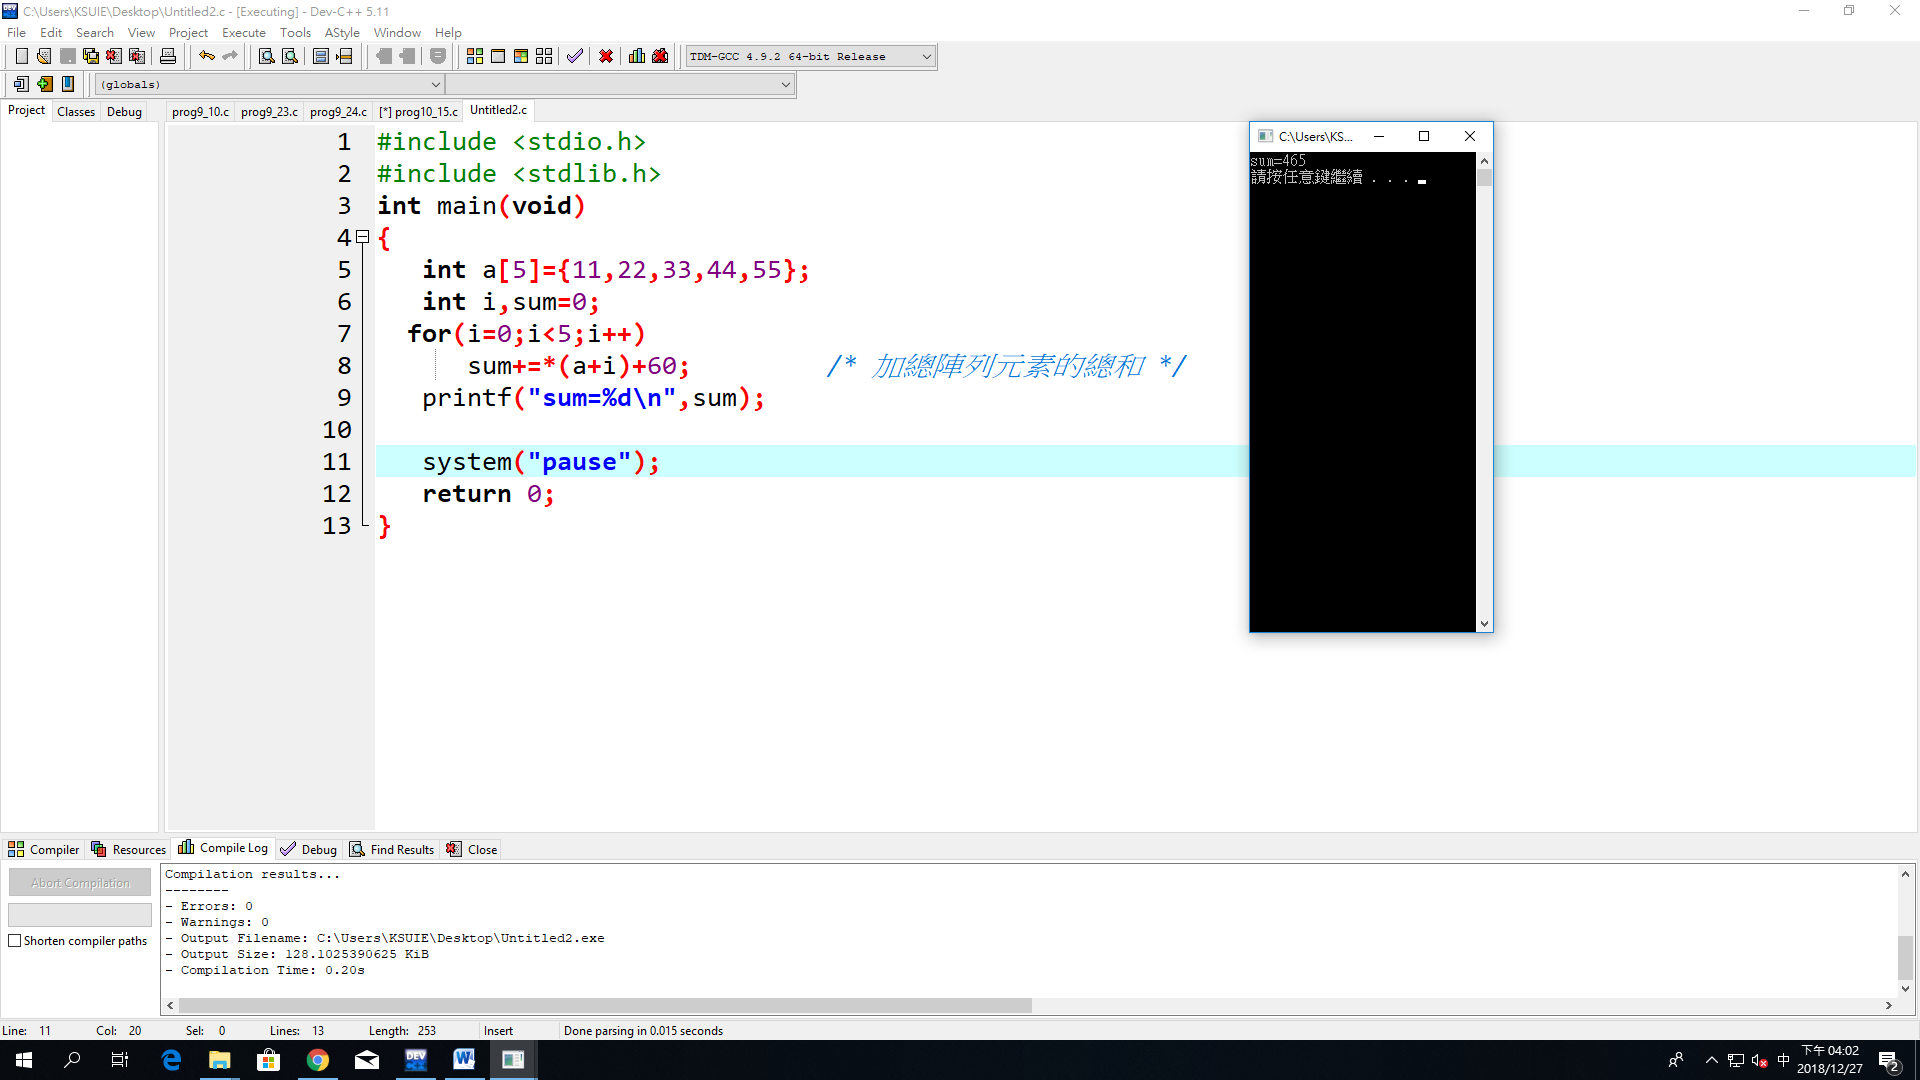 C:\Users\KSUIE\Desktop\Untitled2.c - [Executing] - Dev-C++ 5.11
File Edit Search View Project Execute Tools AStyle Window Help
TDM-GCC 4.9.2 64-bit Release
(globals)
Project Classes Debug
prog9_10.c prog9_23.c prog9_24.c [*] prog10_15.c Untitled2.c
1 #include <stdio.h>
2 #include <stdlib.h>
3 int main(void)
4 {
5 int a[5]={11,22,33,44,55};
6 int i,sum=0;
7 for(i=0;i<5;i++)
8 sum+=*(a+i)+60; /* 加總陣列元素的總和 */
9 printf("sum=%d\n",sum);
10
11 system("pause");
12 return 0;
13 }
C:\Users\KS...
sum=465
請按任意鍵繼續 . . .
Compiler Resources Compile Log Debug Find Results Close
Abort Compilation
Shorten compiler paths
Compilation results...
--------
- Errors: 0
- Warnings: 0
- Output Filename: C:\Users\KSUIE\Desktop\Untitled2.exe
- Output Size: 128.1025390625 KiB
- Compilation Time: 0.20s
Line: 11 Col: 20 Sel: 0 Lines: 13 Length: 253 Insert Done parsing in 0.015 seconds
DEV
中
下午 04:02
2018/12/27
2